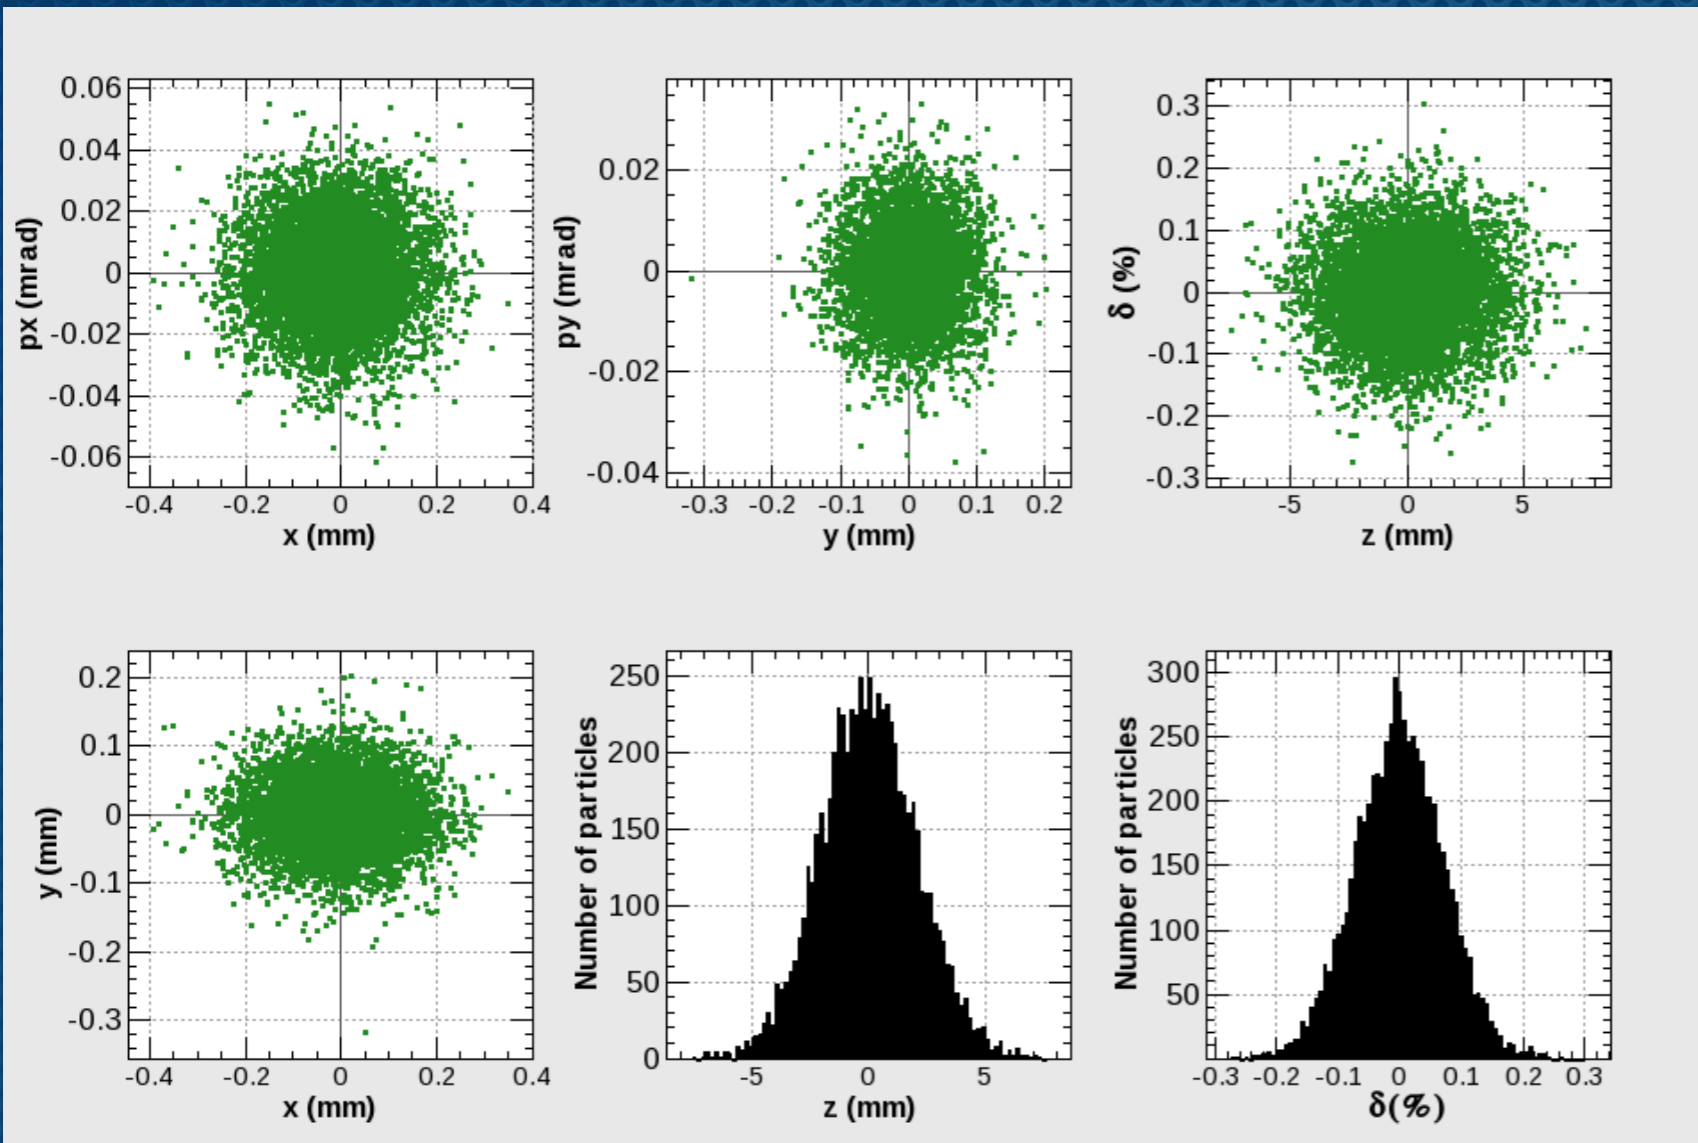 0.06
0.04
0.02
0
-0.02
-0.04
-0.06
px (mrad)
-0.4 -0.2 0 0.2 0.4
x (mm)
0.02
0
-0.02
-0.04
py (mrad)
-0.3 -0.2 -0.1 0 0.1 0.2
y (mm)
0.3
0.2
0.1
0
-0.1
-0.2
-0.3
δ (%)
-5 0 5
z (mm)
0.2
0.1
0
-0.1
-0.2
-0.3
y (mm)
-0.4 -0.2 0 0.2 0.4
x (mm)
250
200
150
100
50
0
Number of particles
-5 0 5
z (mm)
300
250
200
150
100
50
Number of particles
-0.3 -0.2 -0.1 0 0.1 0.2 0.3
δ(%)